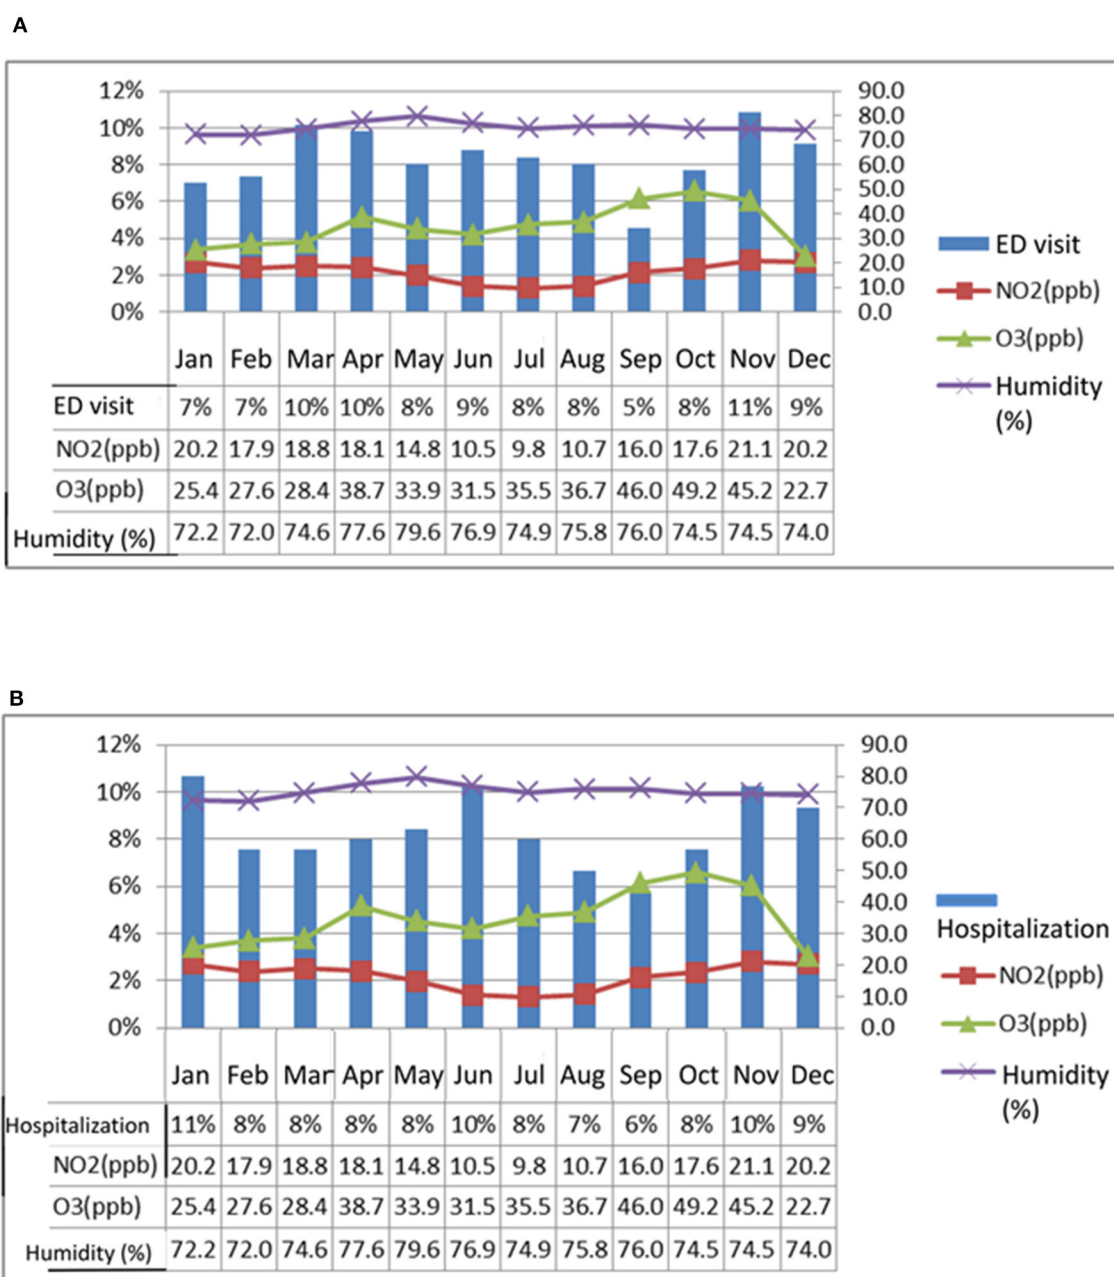 A
12% 90.0
80.0
10% 70.0
8% 60.0
6% 50.0
40.0
4% 30.0
2% 20.0
10.0
0% 0.0
ED visit
NO2(ppb)
O3(ppb)
Humidity
(%)
Jan Feb Mar Apr May Jun Jul Aug Sep Oct Nov Dec
ED visit 7% 7% 10% 10% 8% 9% 8% 8% 5% 8% 11% 9%
NO2(ppb) 20.2 17.9 18.8 18.1 14.8 10.5 9.8 10.7 16.0 17.6 21.1 20.2
O3(ppb) 25.4 27.6 28.4 38.7 33.9 31.5 35.5 36.7 46.0 49.2 45.2 22.7
Humidity (%) 72.2 72.0 74.6 77.6 79.6 76.9 74.9 75.8 76.0 74.5 74.5 74.0
B
12% 90.0
80.0
10% 70.0
8% 60.0
6% 50.0
40.0
4% 30.0
2% 20.0
10.0
0% 0.0
Hospitalization
NO2(ppb)
O3(ppb)
Humidity
(%)
Jan Feb Mar Apr May Jun Jul Aug Sep Oct Nov Dec
Hospitalization 11% 8% 8% 8% 8% 10% 8% 7% 6% 8% 10% 9%
NO2(ppb) 20.2 17.9 18.8 18.1 14.8 10.5 9.8 10.7 16.0 17.6 21.1 20.2
O3(ppb) 25.4 27.6 28.4 38.7 33.9 31.5 35.5 36.7 46.0 49.2 45.2 22.7
Humidity (%) 72.2 72.0 74.6 77.6 79.6 76.9 74.9 75.8 76.0 74.5 74.5 74.0